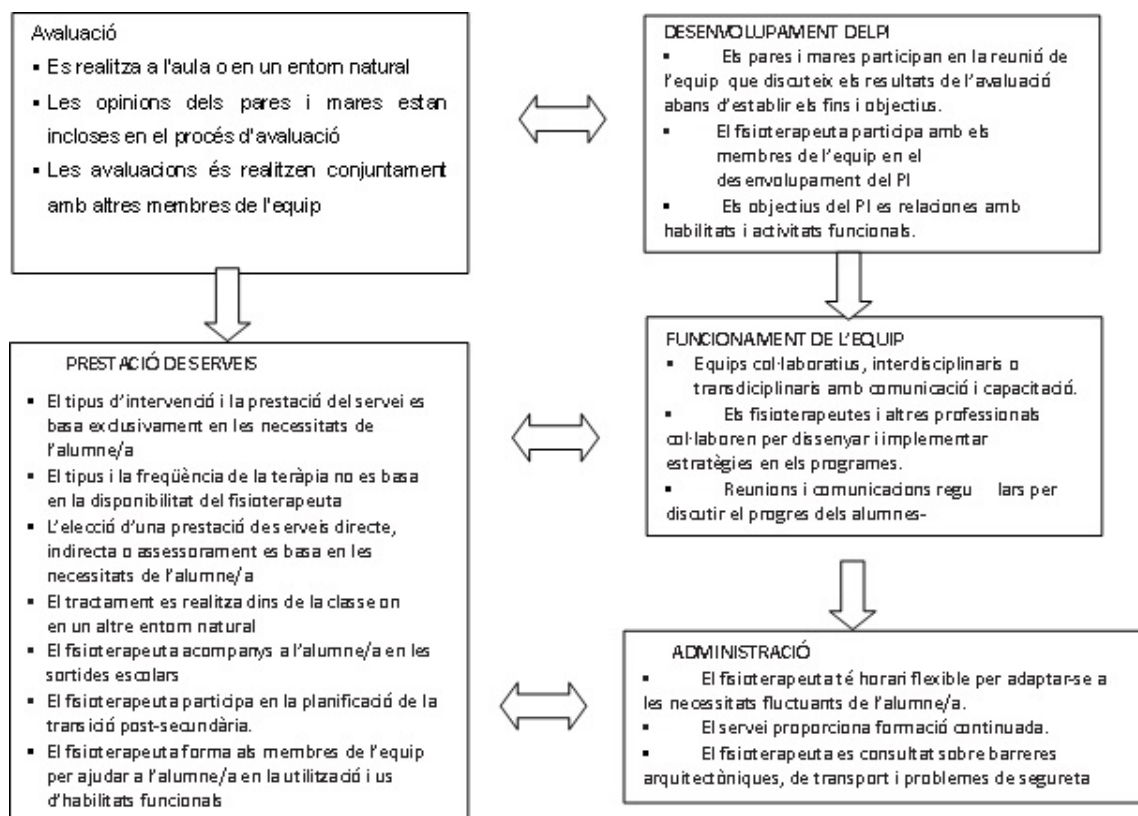 Avaluació
▪ Es realitza a l'aula o en un entorn natural
▪ Les opinions dels pares i mares estan
incloses en el procés d'avaluació
▪ Les avaluacions és realitzen conjuntament
amb altres membres de l'equip
DESENVOLUPAMENT DEL PI
▪ Els pares i mares participan en la reunió de
l'equip que discuteix els resultats de l'avaluació
abans d'establir els fins i objectius.
▪ El fisioterapeuta participa amb els
membres de l'equip en el
desenvolupament del PI
▪ Els objectius del PI es relaciones amb
habilitats i activitats funcionals.
PRESTACIÓ DE SERVEIS
▪ El tipus d'intervenció i la prestació del servei es
basa exclusivament en les necessitats de
l'alumne/a
▪ El tipus i la freqüència de la teràpia no es basa
en la disponibilitat del fisioterapeuta
▪ L'elecció d'una prestació de serveis directe,
indirecta o assessorament es basa en les
necessitats de l'alumne/a
▪ El tractament es realitza dins de la classe on
en un altre entorn natural
▪ El fisioterapeuta acompanys a l'alumne/a en les
sortides escolars
▪ El fisioterapeuta participa en la planificació de la
transició post-secundària.
▪ El fisioterapeuta forma als membres de l'equip
per ajudar a l'alumne/a en la utilització i us
d'habilitats funcionals
FUNCIONAMENT DE L'EQUIP
▪ Equips col·laboratius, interdisciplinaris o
transdiciplinaris amb comunicació i capacitació.
▪ Els fisioterapeutes i altres professionals
col·laboren per dissenyar i implementar
estratègies en els programes.
▪ Reunions i comunicacions regu lars per
discutir el progres dels alumnes-
ADMINISTRACIÓ
▪ El fisioterapeuta té horari flexible per adaptar-se a
les necessitats fluctuants de l'alumne/a.
▪ El servei proporciona formació continuada.
▪ El fisioterapeuta es consultat sobre barreres
arquitectòniques, de transport i problemes de segureta